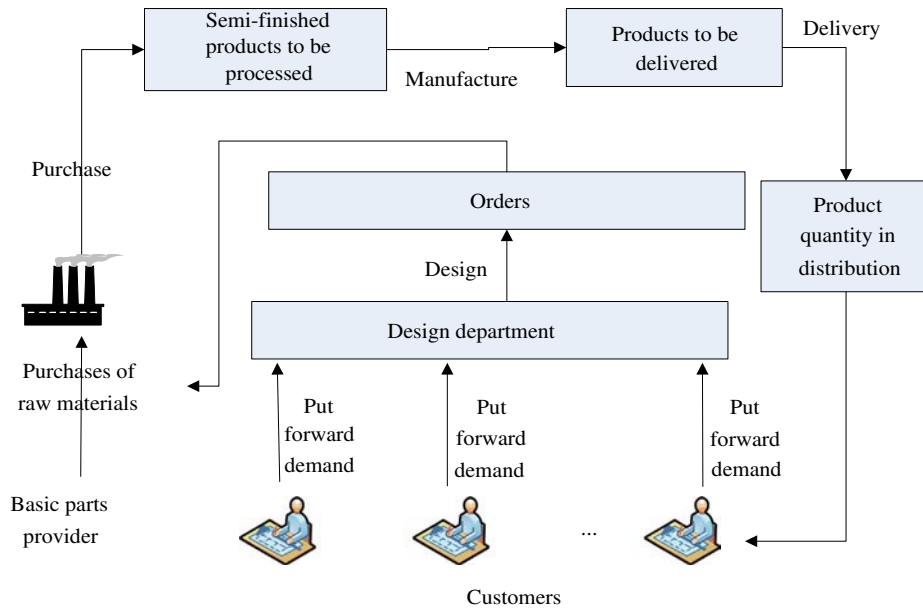 Semi-finished
products to be
processed
Manufacture
Products to be
delivered
Delivery
Purchase
Orders
Product
quantity in
distribution
Design
Design department
Purchases of
raw materials
Put
forward
demand
Put
forward
demand
Put
forward
demand
Basic parts
provider
...
Customers